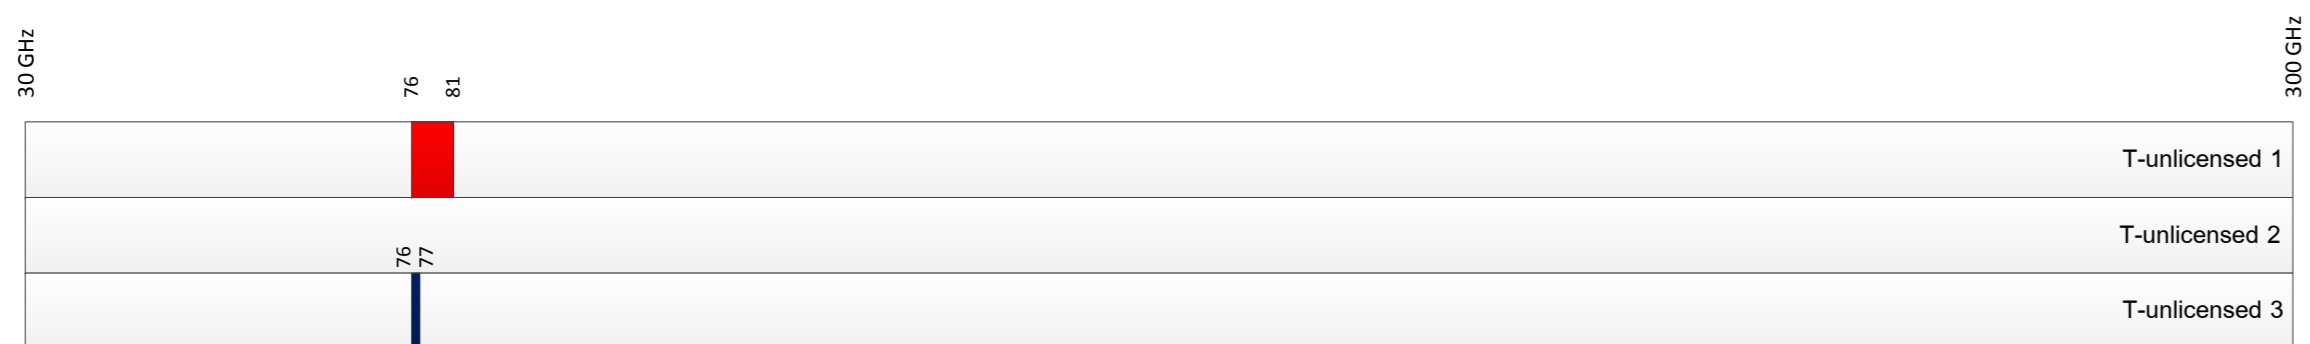 30 GHz
76
81
300 GHz
T-unlicensed 1
T-unlicensed 2
76
77
T-unlicensed 3